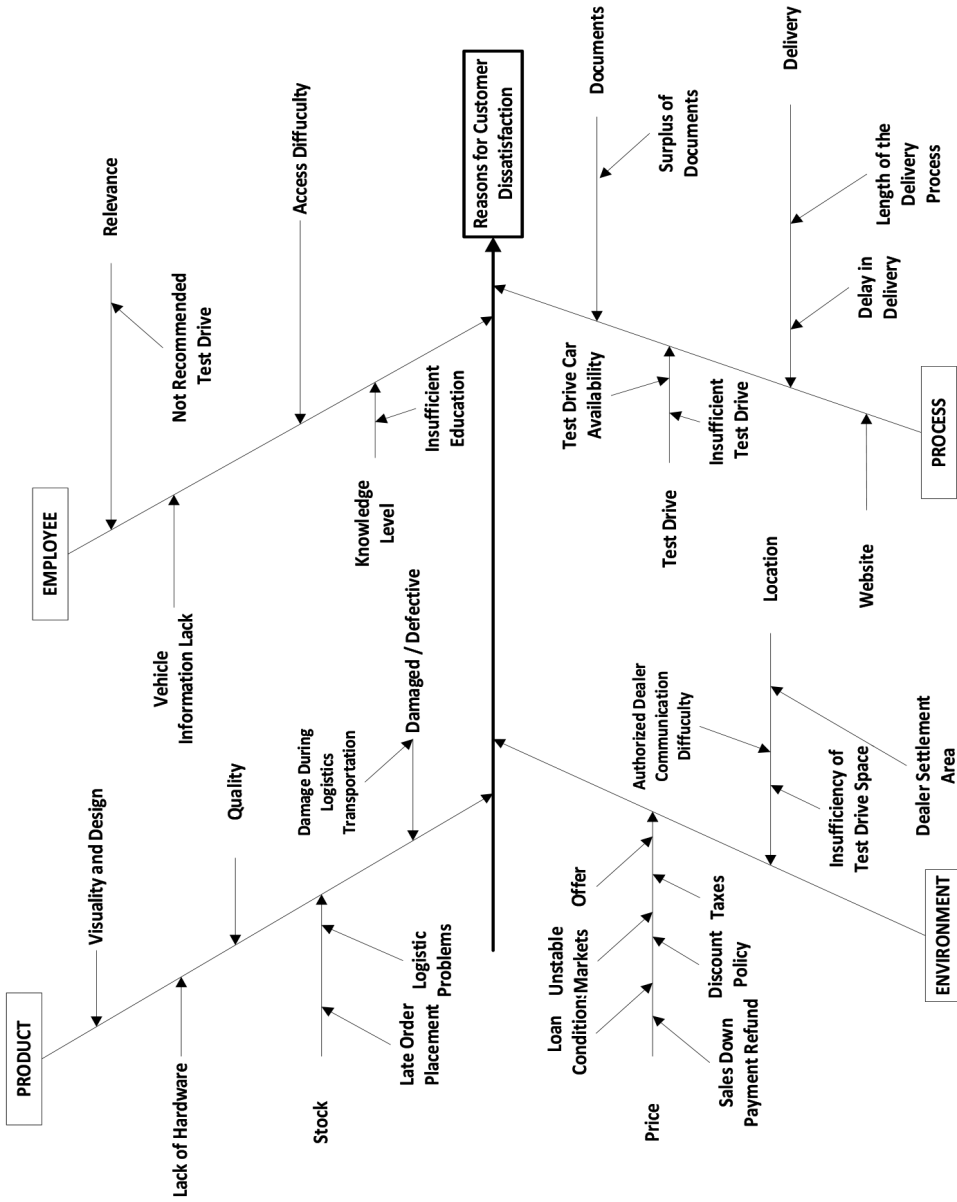 PRODUCT
Visuality and Design
Lack of Hardware
Quality
Stock
Late Order
Placement
Logistic
Problems
Damage During
Logistics
Transportation
Damaged / Defective
EMPLOYEE
Relevance
Not Recommended
Test Drive
Vehicle
Information Lack
Access Diffuculty
Knowledge
Level
Insufficient
Education
Reasons for Customer
Dissatisfaction
ENVIRONMENT
Price
Loan
Conditions
Unstable
Markets
Offer
Sales Down
Payment Refund
Discount
Policy
Taxes
Authorized Dealer
Communication
Diffuculty
Location
Insufficiency of
Test Drive Space
Dealer Settlement
Area
PROCESS
Documents
Surplus of
Documents
Test Drive Car
Availability
Test Drive
Insufficient
Test Drive
Delivery
Delay in
Delivery
Length of the
Delivery
Process
Website